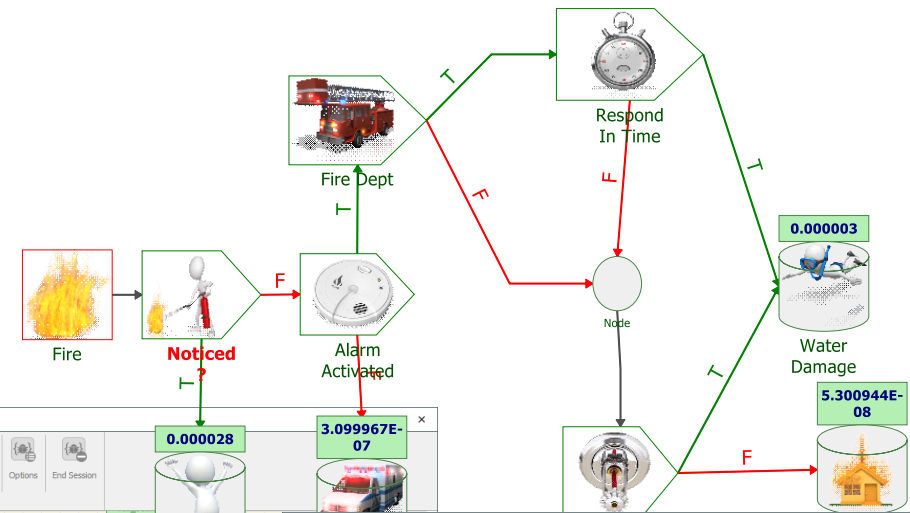 Respond
In Time
T
T
F
Fire Dept
F
T
F
Fire
Noticed
?
T
Alarm
Activated
F
Node
0.000003
Water
Damage
T
F
5.300944E-
08
0.000028
3.099967E-
07
×
Options
End Session